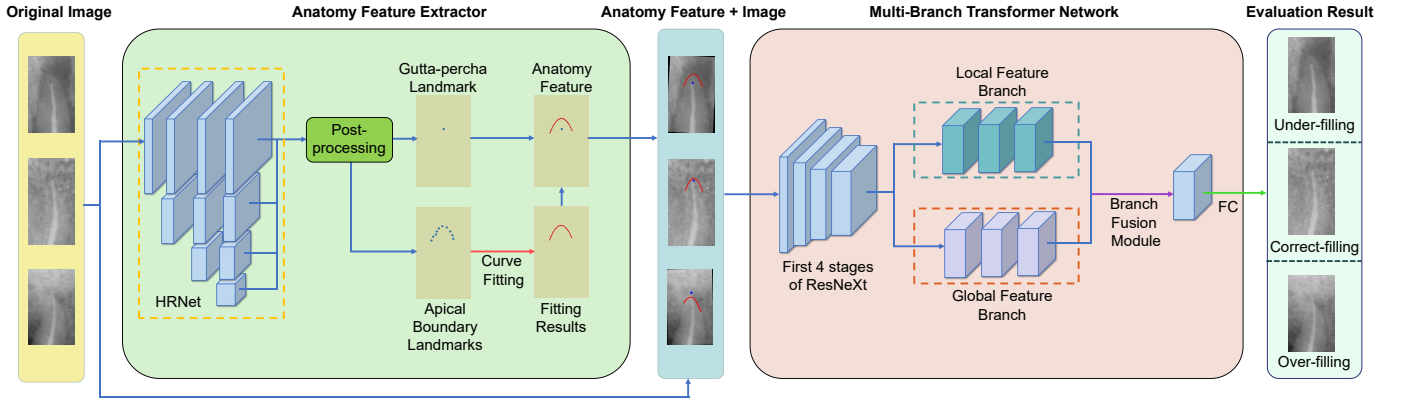 Original Image
Anatomy Feature Extractor
Anatomy Feature + Image
Multi-Branch Transformer Network
Evaluation Result
HRNet
Post-
processing
Gutta-percha
Landmark
Anatomy
Feature
Curve
Fitting
Apical
Boundary
Landmarks
Fitting
Results
First 4 stages
of ResNeXt
Local Feature
Branch
Global Feature
Branch
Branch
Fusion
Module
FC
Under-filling
Correct-filling
Over-filling